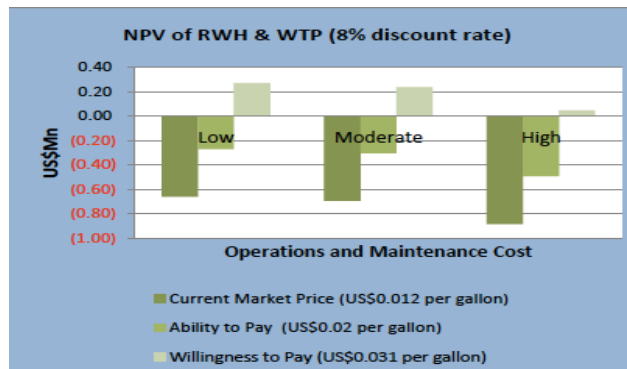 NPV of RWH & WTP (8% discount rate)
0.40
0.20
0.00
(0.20)
(0.40)
(0.60)
(0.80)
(1.00)
US$Mn
Low Moderate High
Operations and Maintenance Cost
Current Market Price (US$0.012 per gallon)
Ability to Pay (US$0.02 per gallon)
Willingness to Pay (US$0.031 per gallon)